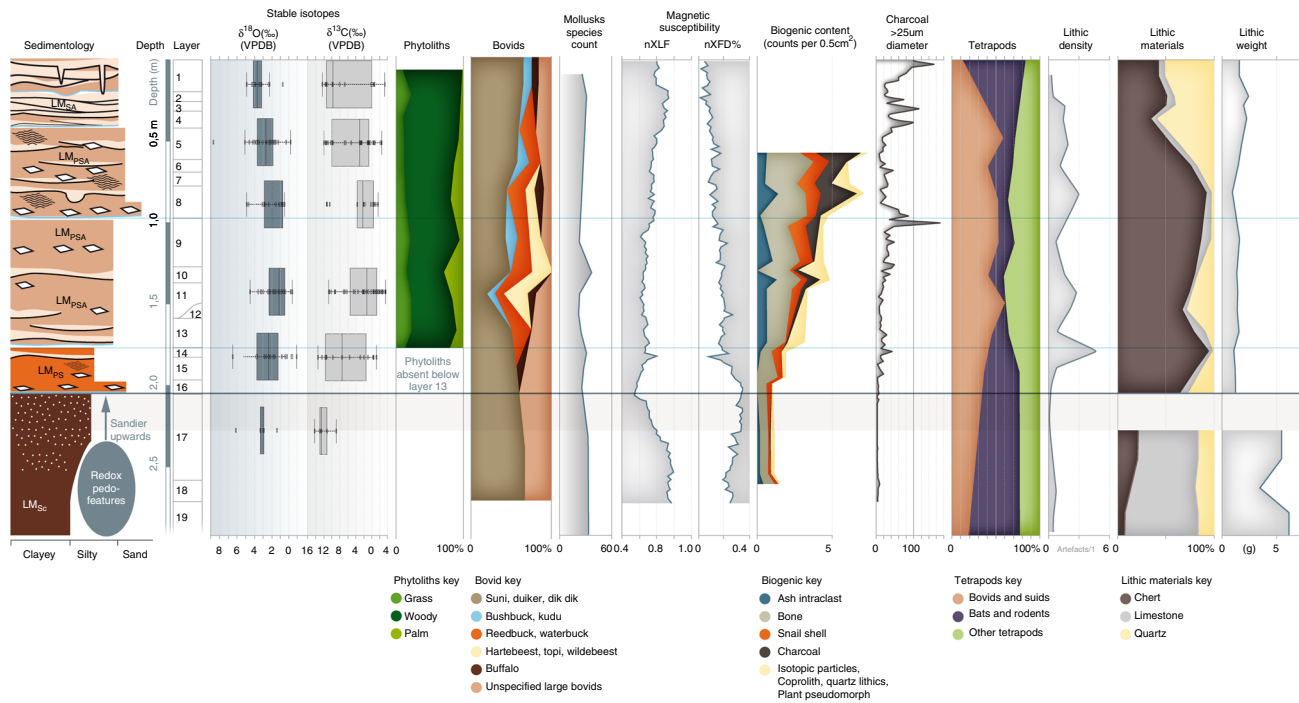 Stable isotopes
Sedimentology
Depth
Layer
δ18O(‰)
(VPDB)
δ13C(‰)
(VPDB)
Phytoliths
Bovids
Mollusks
species
count
Magnetic
susceptibility
nXLF
nXFD%
Biogenic content
(counts per 0.5cm2)
Charcoal
>25um
diameter
Tetrapods
Lithic
density
Lithic
materials
Lithic
weight
Depth (m)
0,5 m
1,0
1,5
2,0
2,5
1
2
3
4
5
6
7
8
9
10
11
12
13
14
15
16
17
18
19
LMSA
LMPSA
LMPSA
LMPSA
LMPS
LMSc
Sandier
upwards
Redox
pedo-
features
Phytoliths
absent below
layer 13
Clayey
Silty
Sand
8 6 4 2 0 16 12 8 4 0 4
0 100%
0 100%
0 60
0.4 0.8 1.0
0 0.4
0 5
0 100
0 100%
0 Artefacts/1 6
0 100%
0 (g) 5
Phytoliths key
Grass
Woody
Palm
Bovid key
Suni, duiker, dik dik
Bushbuck, kudu
Reedbuck, waterbuck
Hartebeest, topi, wildebeest
Buffalo
Unspecified large bovids
Biogenic key
Ash intraclast
Bone
Snail shell
Charcoal
Isotopic particles,
Coprolith, quartz lithics,
Plant pseudomorph
Tetrapods key
Bovids and suids
Bats and rodents
Other tetrapods
Lithic materials key
Chert
Limestone
Quartz